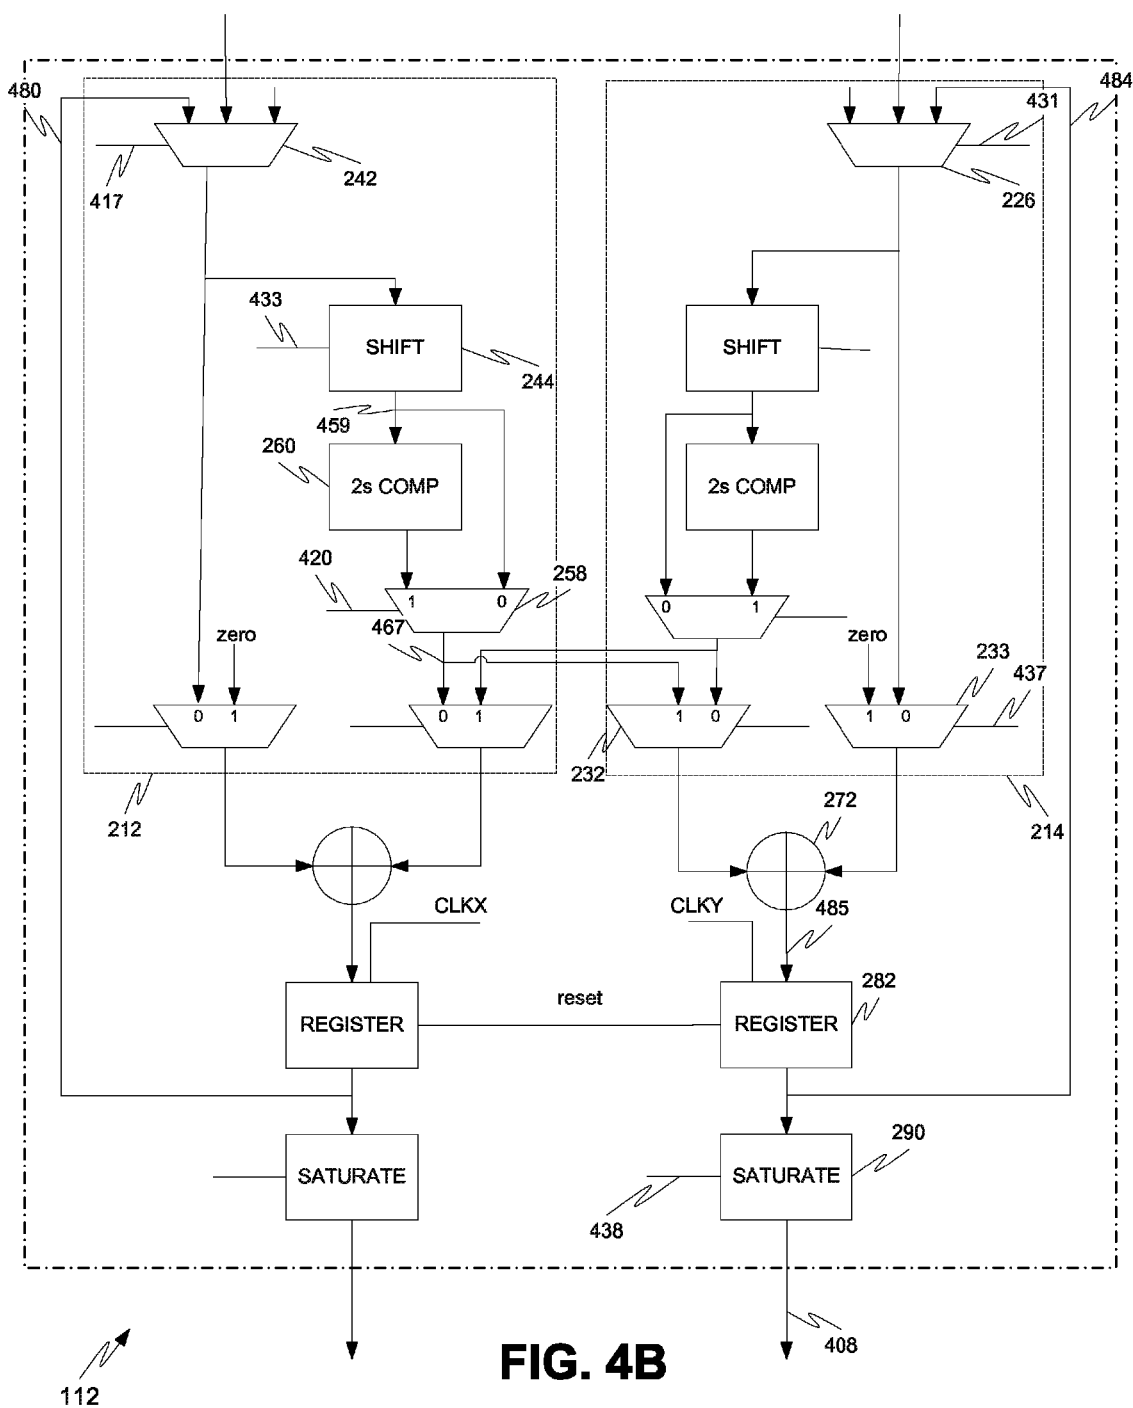 480
484
431
417
242
226
433
SHIFT
SHIFT
244
459
260
2s COMP
2s COMP
420
258
1 0
0 1
467
zero
zero
233
437
0 1
0 1
1 0
1 0
232
212
272
214
CLKX
CLKY
485
reset
282
REGISTER
REGISTER
290
SATURATE
SATURATE
438
408
FIG. 4B
112